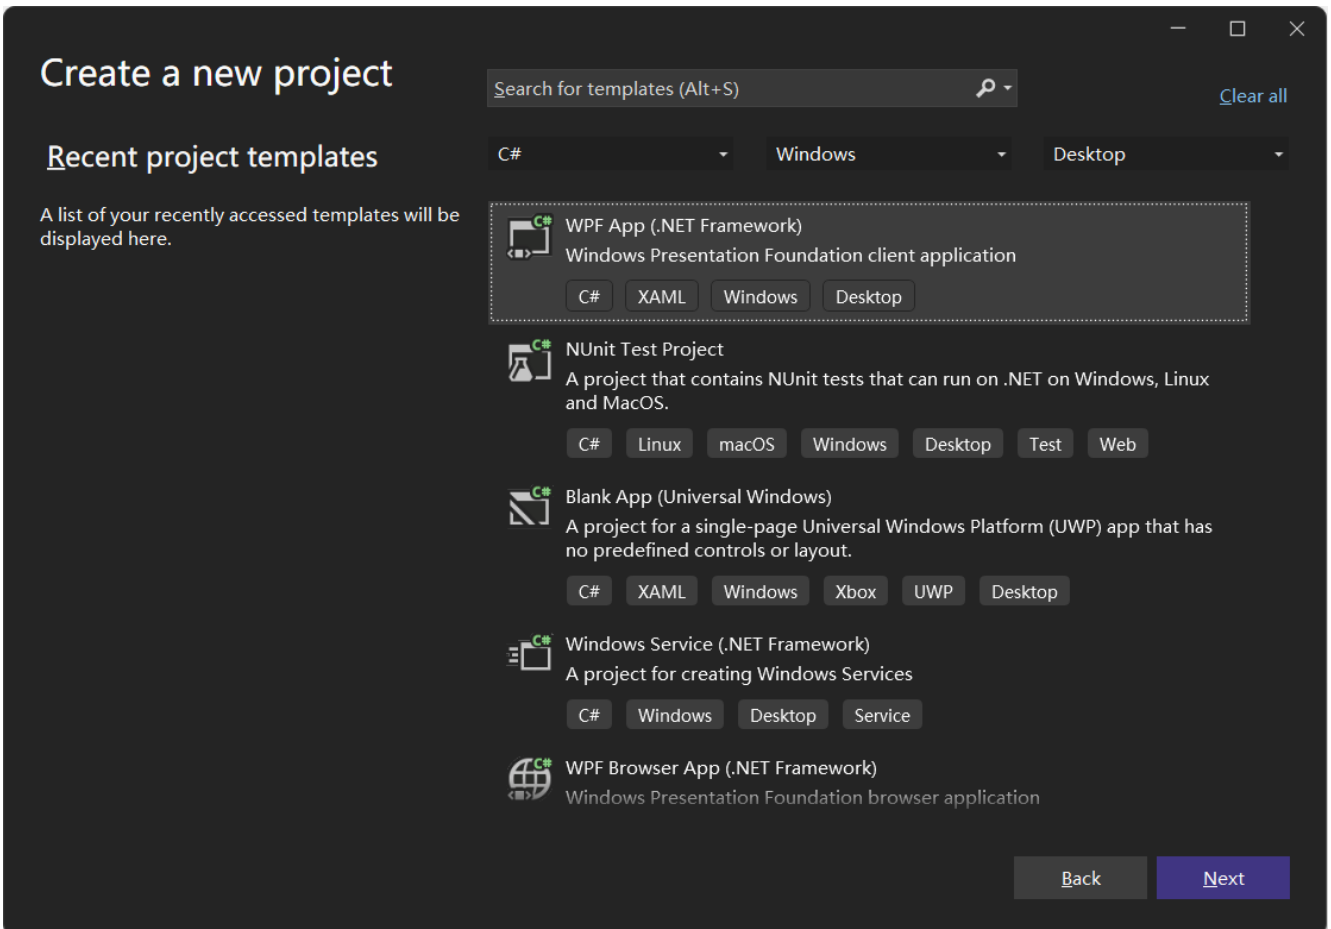 Create a new project
Search for templates (Alt+S)
Clear all
Recent project templates
C#
Windows
Desktop
A list of your recently accessed templates will be
displayed here.
C#
WPF App (.NET Framework)
Windows Presentation Foundation client application
C# XAML Windows Desktop
C#
NUnit Test Project
A project that contains NUnit tests that can run on .NET on Windows, Linux
and MacOS.
C# Linux macOS Windows Desktop Test Web
C#
Blank App (Universal Windows)
A project for a single-page Universal Windows Platform (UWP) app that has
no predefined controls or layout.
C# XAML Windows Xbox UWP Desktop
C#
Windows Service (.NET Framework)
A project for creating Windows Services
C# Windows Desktop Service
C#
WPF Browser App (.NET Framework)
Windows Presentation Foundation browser application
Back
Next